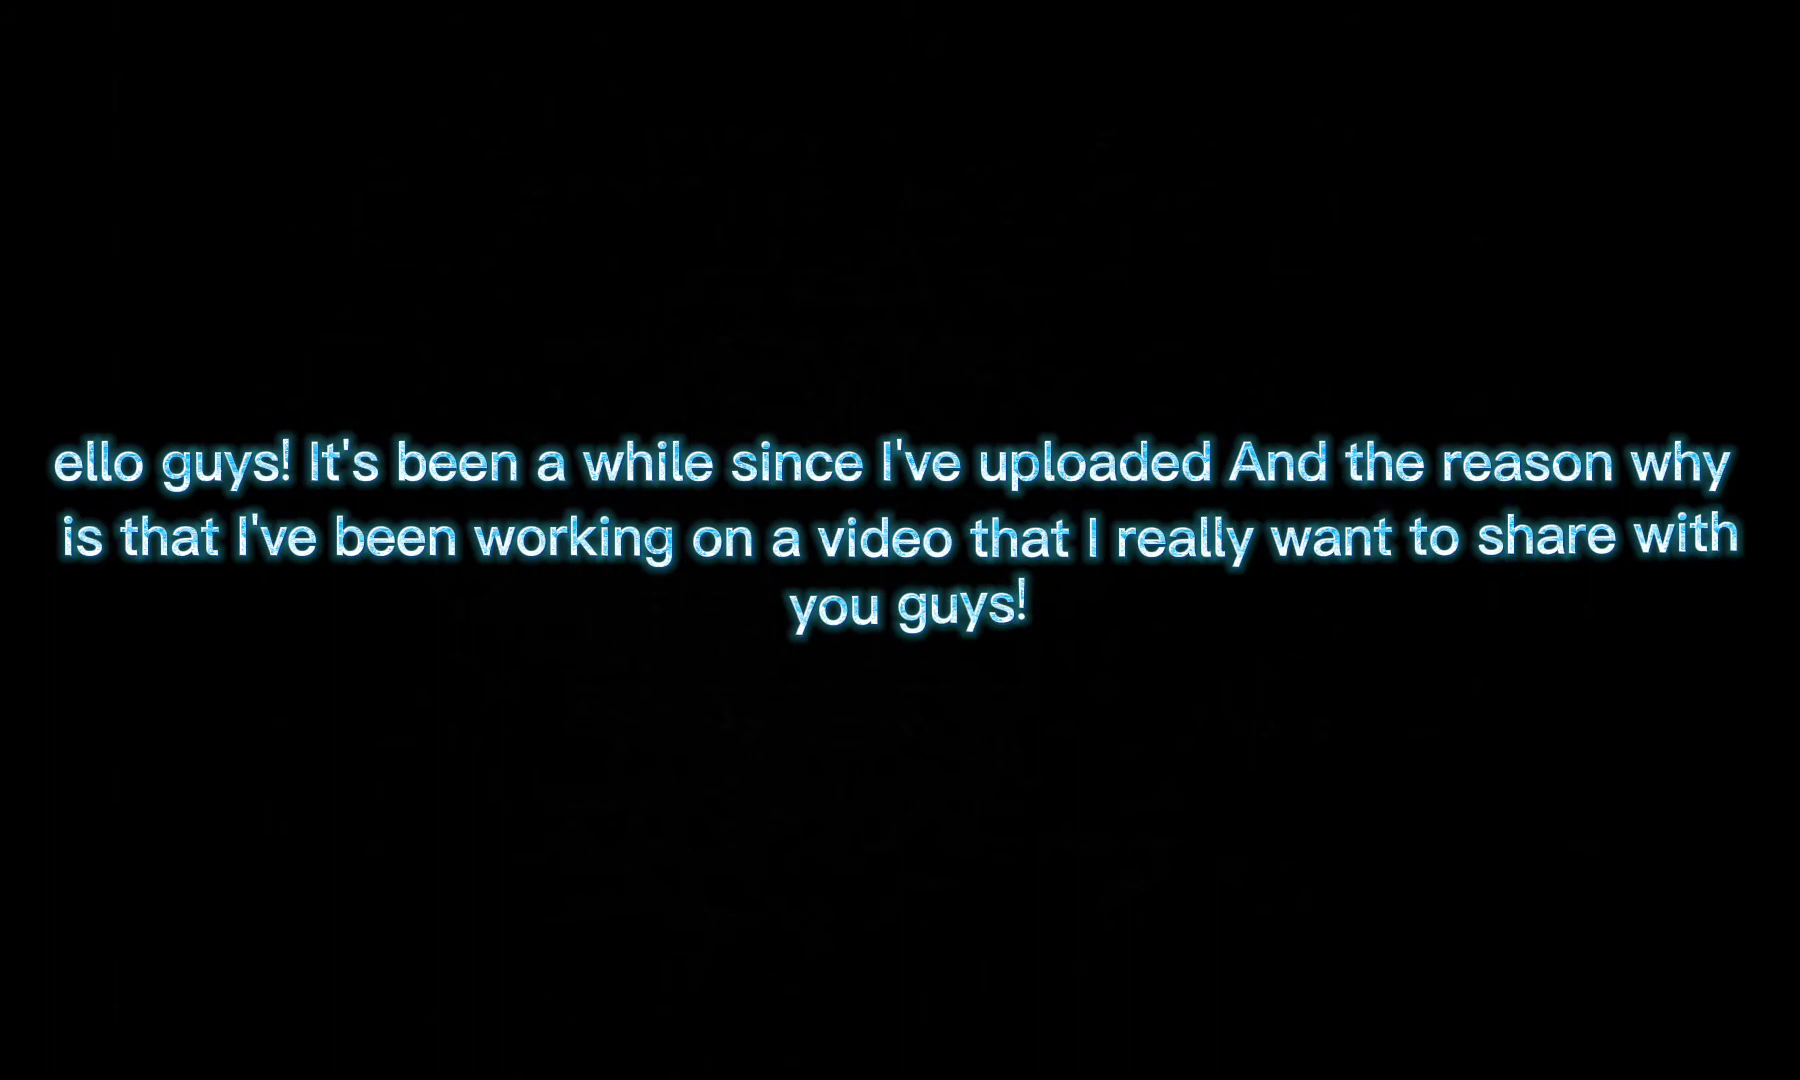 ello guys! It's been a while since I've uploaded And the reason why
is that I've been working on a video that I really want to share with
you guys!